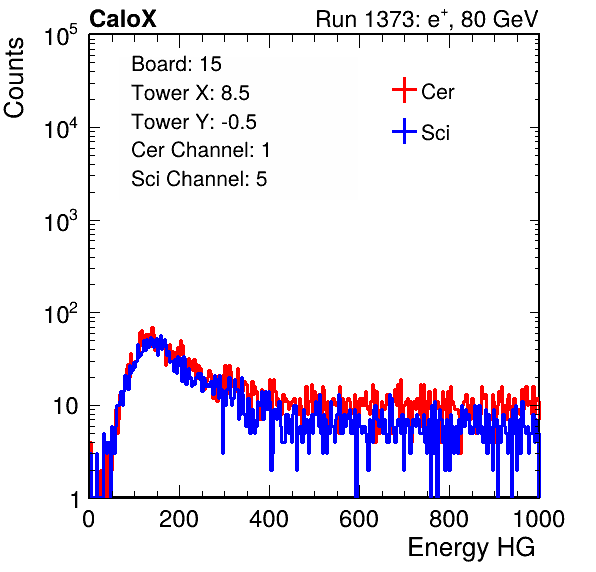 CaloX Run 1373: e⁺, 80 GeV
Counts
Board: 15
Tower X: 8.5
Tower Y: -0.5
Cer Channel: 1
Sci Channel: 5
Cer
Sci
10⁵
10⁴
10³
10²
10
1
0 200 400 600 800 1000
Energy HG